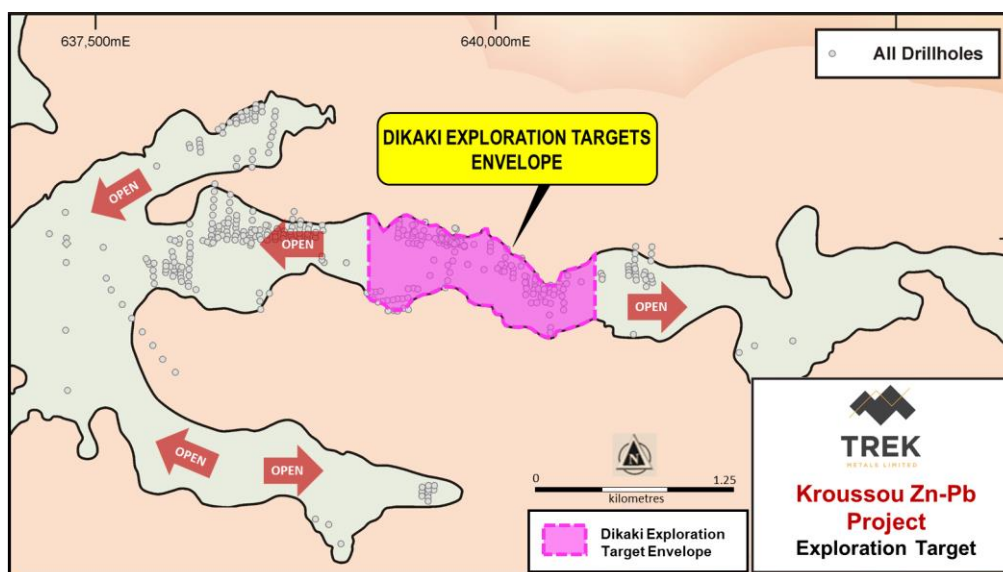 637,500mE
640,000mE
All Drillholes
DIKAKI EXPLORATION TARGETS
ENVELOPE
OPEN
OPEN
OPEN
OPEN
OPEN
N
0
1.25
kilometres
Dikaki Exploration
Target Envelope
TREK
METALS LIMITED
Kroussou Zn-Pb
Project
Exploration Target